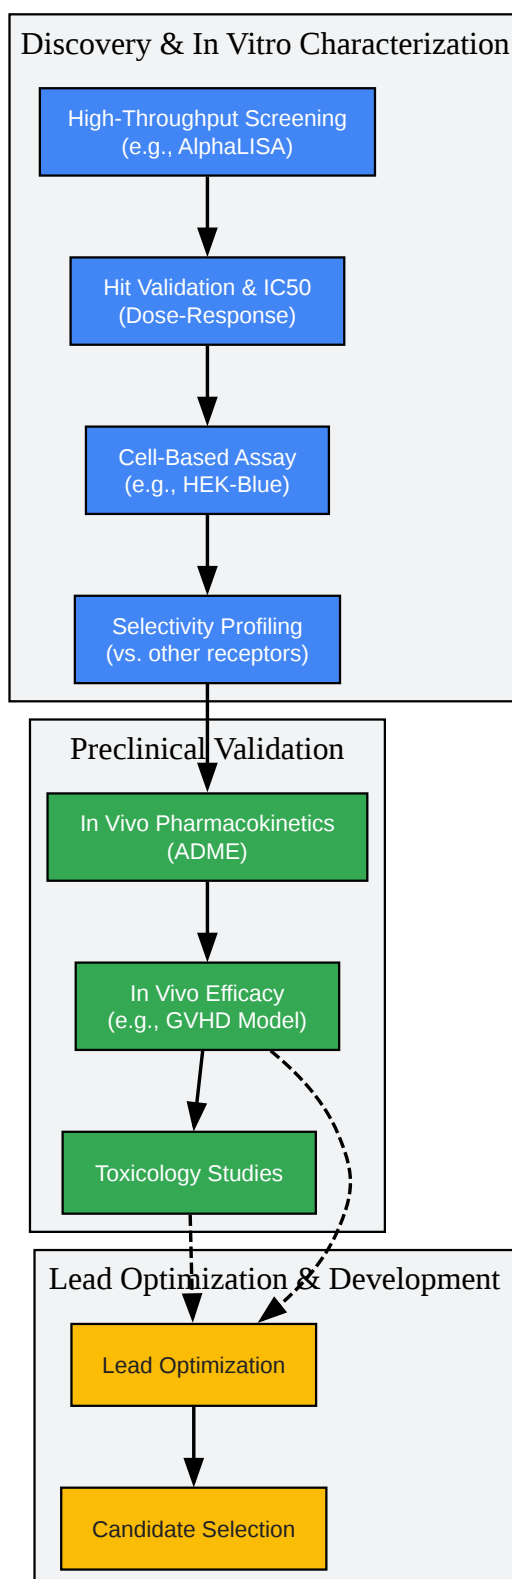 Discovery & In Vitro Characterization
High-Throughput Screening
(e.g., AlphaLISA)
Hit Validation & IC50
(Dose-Response)
Cell-Based Assay
(e.g., HEK-Blue)
Selectivity Profiling
(vs. other receptors)
Preclinical Validation
In Vivo Pharmacokinetics
(ADME)
In Vivo Efficacy
(e.g., GVHD Model)
Toxicology Studies
Lead Optimization & Development
Lead Optimization
Candidate Selection